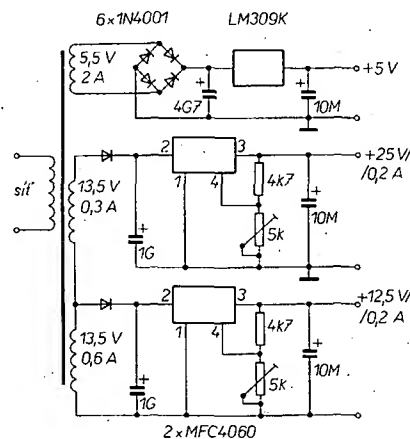 6x1N4001 LM309K
5,5 V
2 A
+
4G7
+
10M
+5 V
síť
13,5 V
0,3 A
2 3
1 4
+
1G
4k7
5k
+
10M
+25 V
/0,2 A
13,5 V
0,6 A
2 3
1 4
+
1G
4k7
5k
+
10M
+12,5 V/
/0,2 A
2 x MFC4060